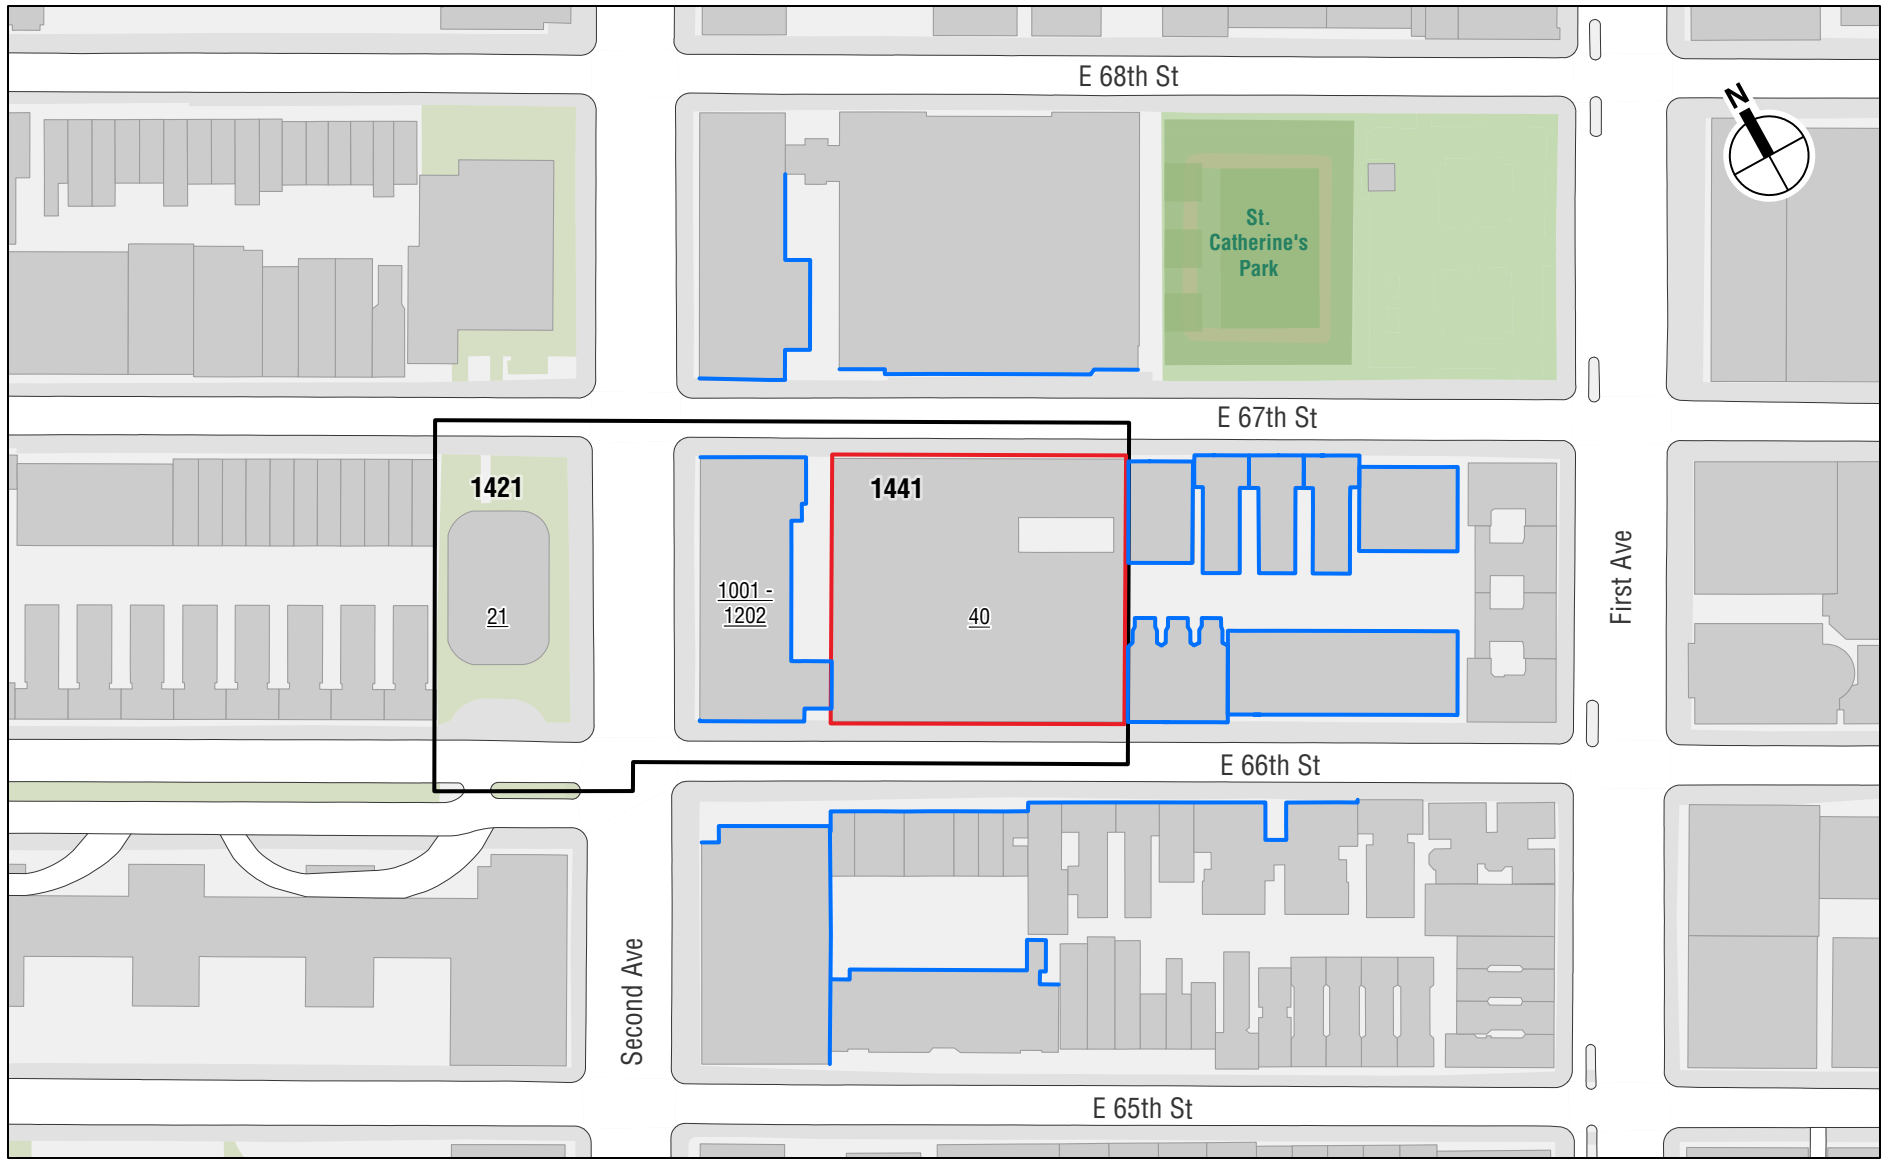 E 68th St
N
St.
Catherine's
Park
E 67th St
1421
1441
1001 -
1202
21
40
First Ave
E 66th St
Second Ave
E 65th St